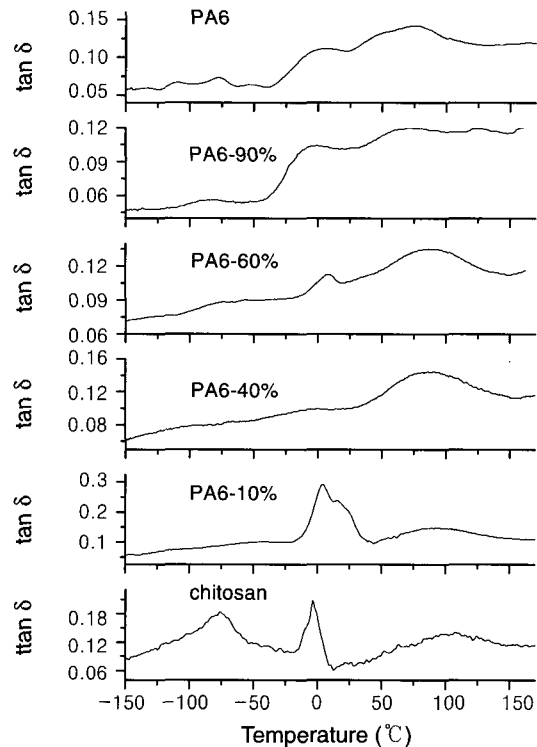 PA6
tan δ
0.15
0.10
0.05
PA6-90%
tan δ
0.12
0.09
0.06
PA6-60%
tan δ
0.12
0.09
0.06
PA6-40%
tan δ
0.16
0.12
0.08
PA6-10%
tan δ
0.3
0.2
0.1
chitosan
ttan δ
0.18
0.12
0.06
−150 −100 −50 0 50 100 150
Temperature (℃)